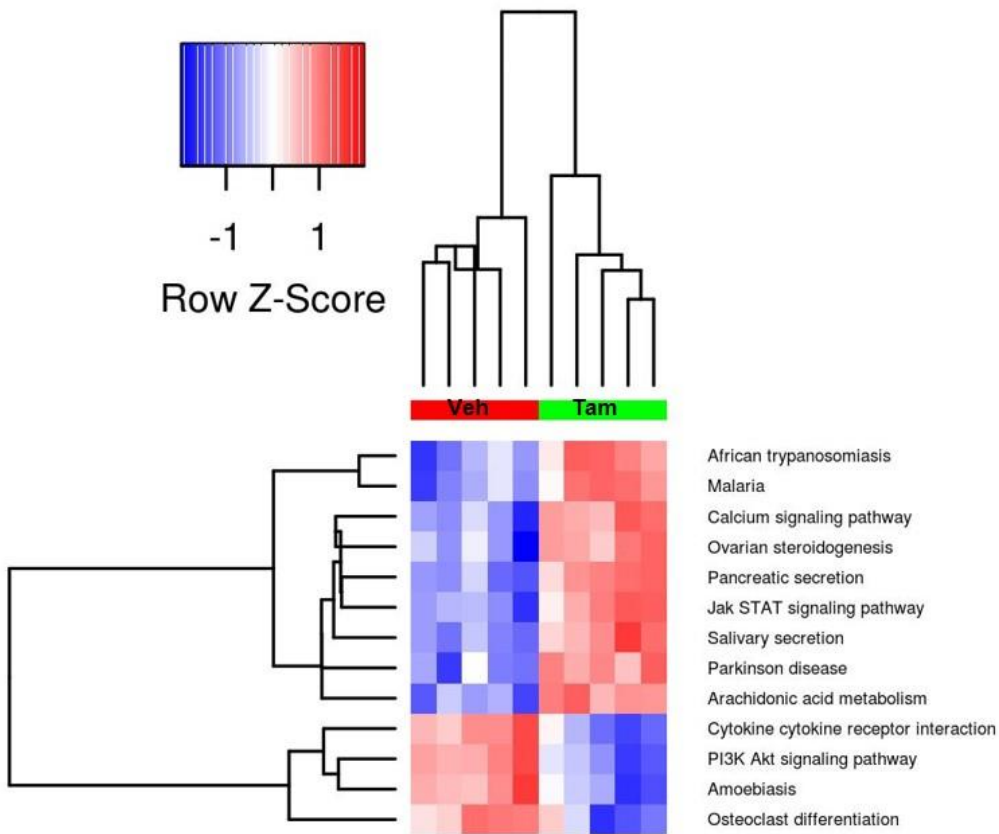 -1 1
Row Z-Score
Veh Tam
African trypanosomiasis
Malaria
Calcium signaling pathway
Ovarian steroidogenesis
Pancreatic secretion
Jak STAT signaling pathway
Salivary secretion
Parkinson disease
Arachidonic acid metabolism
Cytokine cytokine receptor interaction
PI3K Akt signaling pathway
Amoebiasis
Osteoclast differentiation